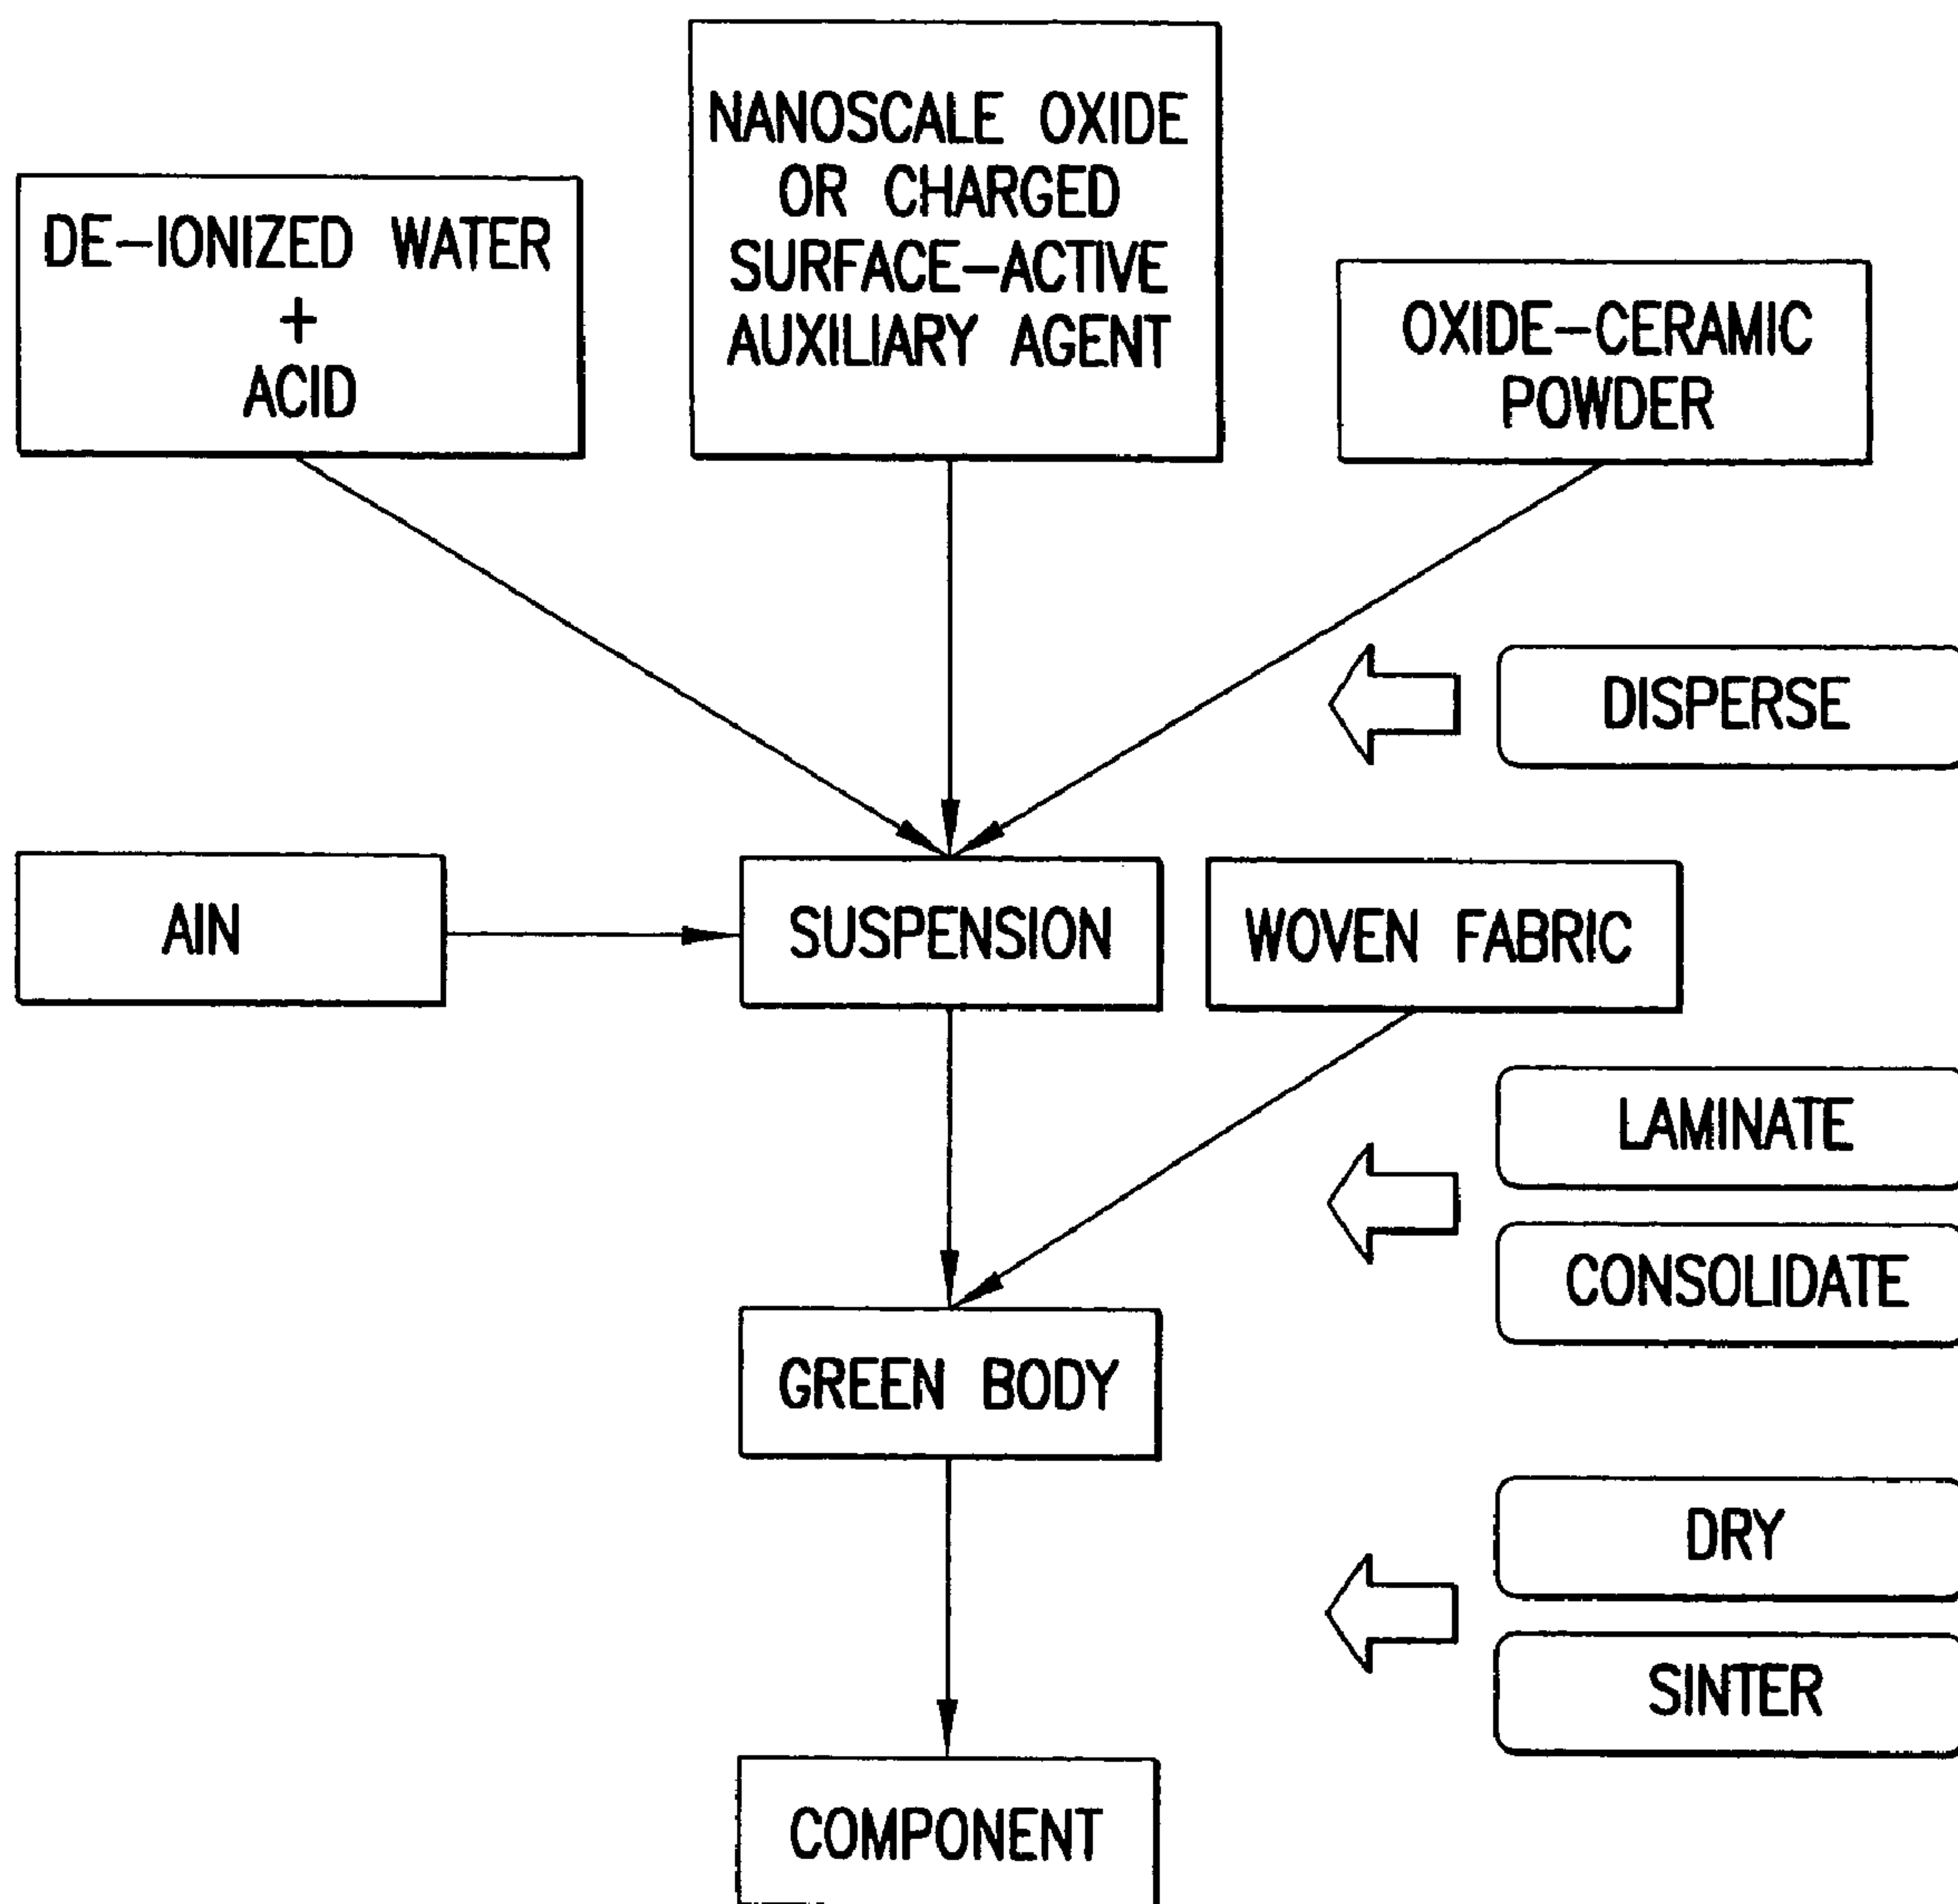 DE-IONIZED WATER
+
ACID
NANOSCALE OXIDE
OR CHARGED
SURFACE-ACTIVE
AUXILIARY AGENT
OXIDE-CERAMIC
POWDER
DISPERSE
AIN
SUSPENSION
WOVEN FABRIC
LAMINATE
CONSOLIDATE
GREEN BODY
DRY
SINTER
COMPONENT